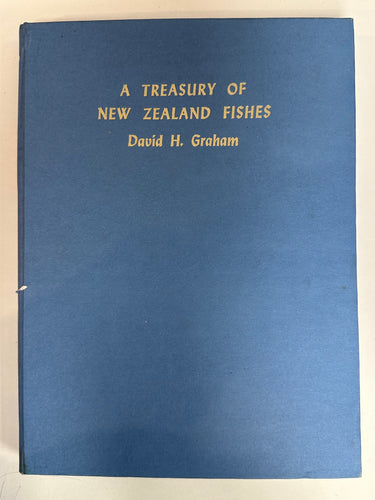 A TREASURY OF
NEW ZEALAND FISHES
David H. Graham